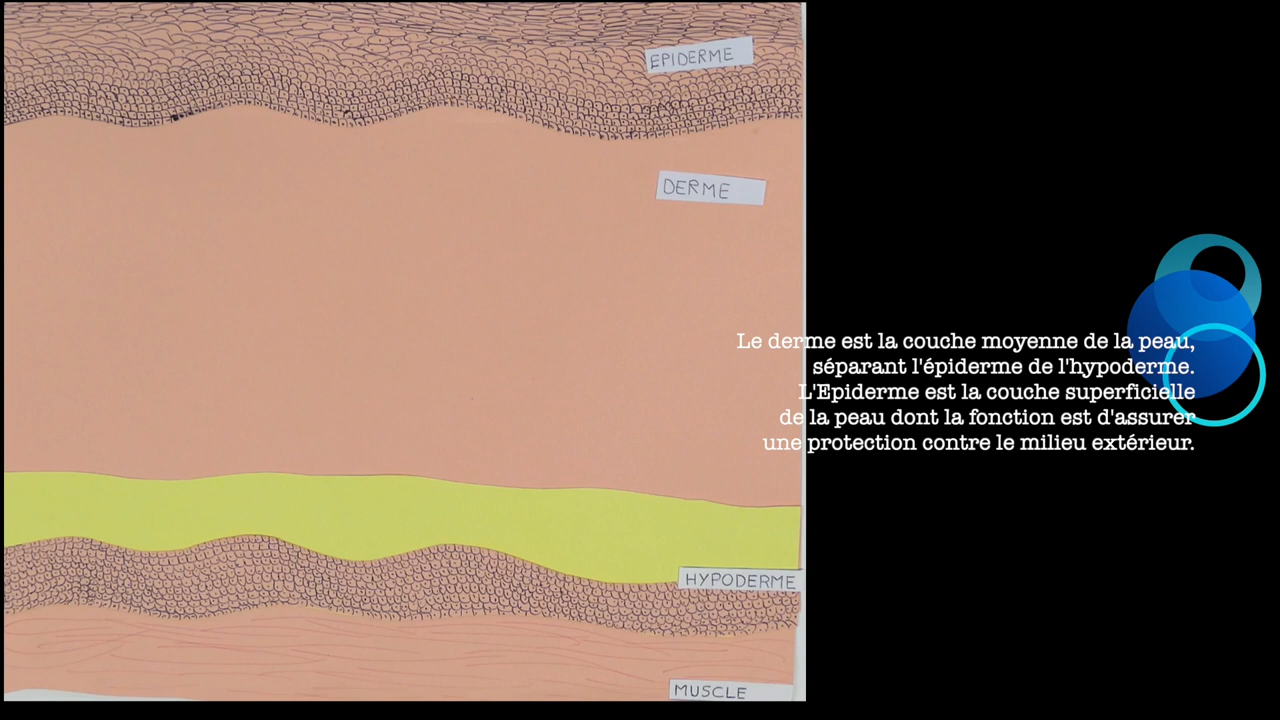 EPIDERME
DERME
Le derme est la couche moyenne de la peau,
séparant l'épiderme de l'hypoderme.
L'Epiderme est la couche superficielle
de la peau dont la fonction est d'assurer
une protection contre le milieu extérieur.
HYPODERME
MUSCLE